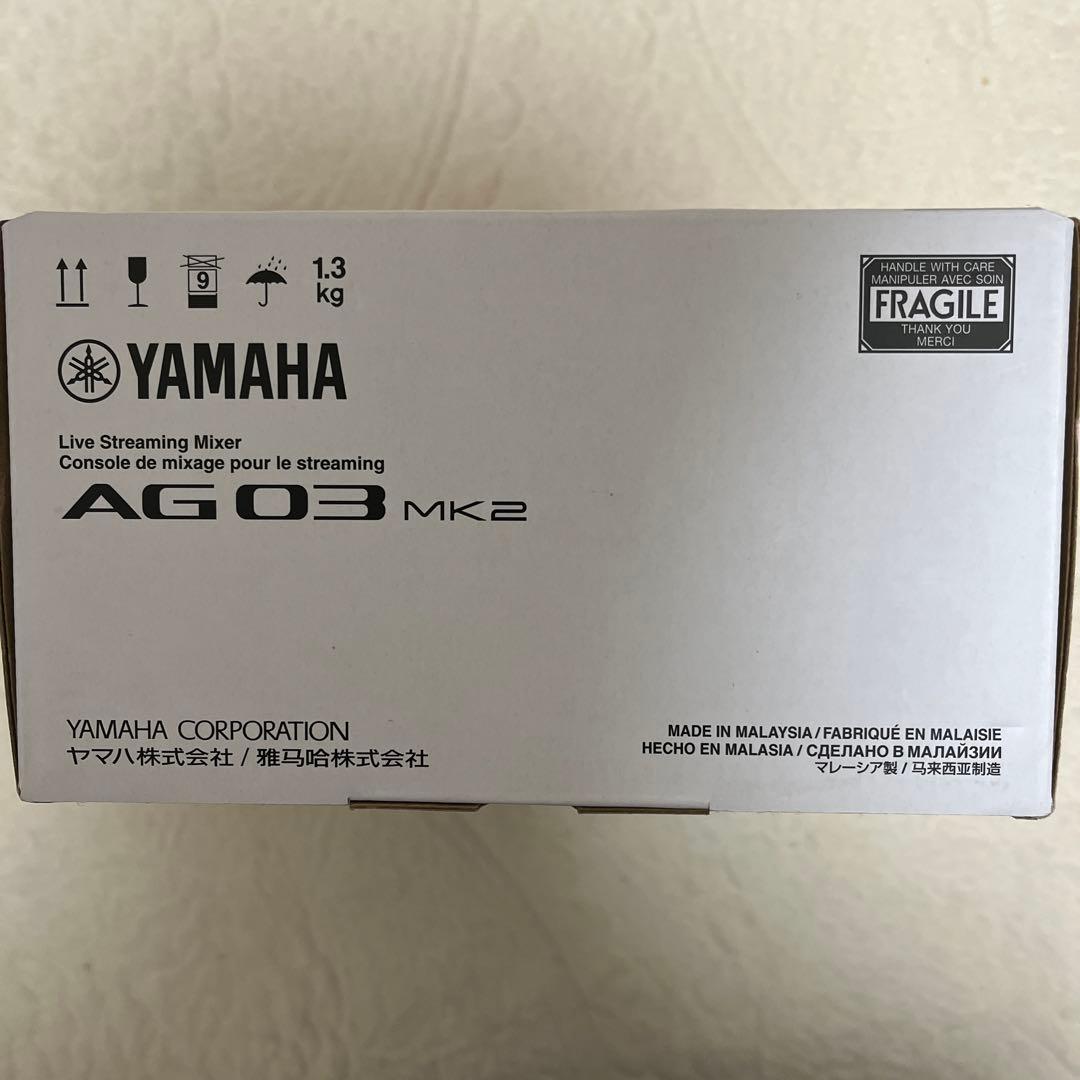 1.3
kg
9
HANDLE WITH CARE
MANIPULER AVEC SOIN
FRAGILE
THANK YOU
MERCI
YAMAHA
Live Streaming Mixer
Console de mixage pour le streaming
AG03 MK2
YAMAHA CORPORATION
ヤマハ株式会社 / 雅马哈株式会社
MADE IN MALAYSIA / FABRIQUÉ EN MALAISIE
HECHO EN MALASIA / СДЕЛАНО В МАЛАЙЗИИ
マレーシア製 / 马来西亚制造